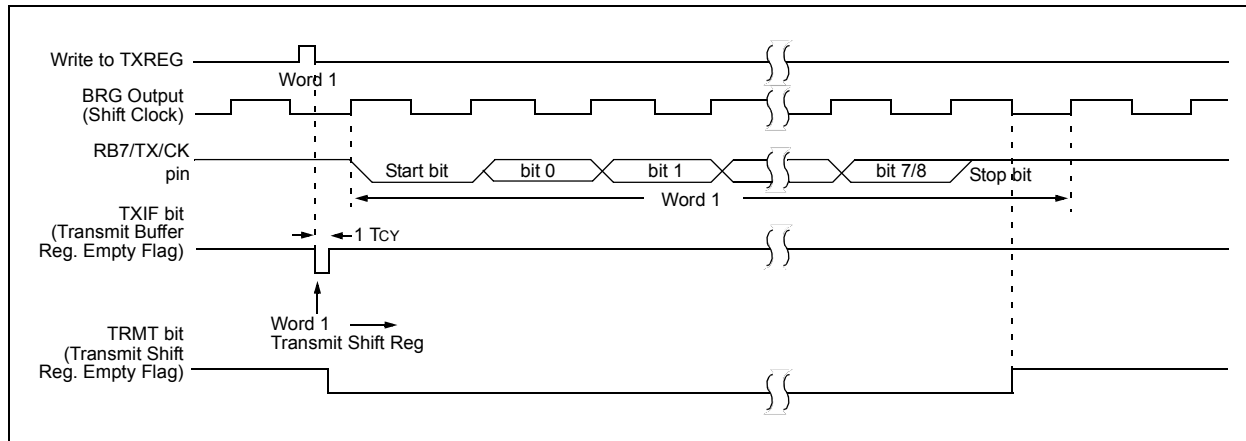 Write to TXREG
Word 1
BRG Output
(Shift Clock)
RB7/TX/CK
pin
Start bit
bit 0
bit 1
bit 7/8
Stop bit
Word 1
TXIF bit
(Transmit Buffer
Reg. Empty Flag)
1 TCY
Word 1
Transmit Shift Reg
TRMT bit
(Transmit Shift
Reg. Empty Flag)